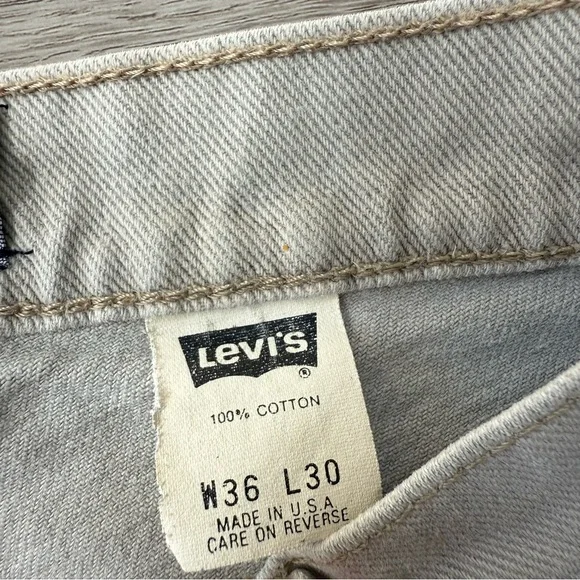 Levi's
®
100% COTTON
W36 L30
MADE IN U.S.A
CARE ON REVERSE